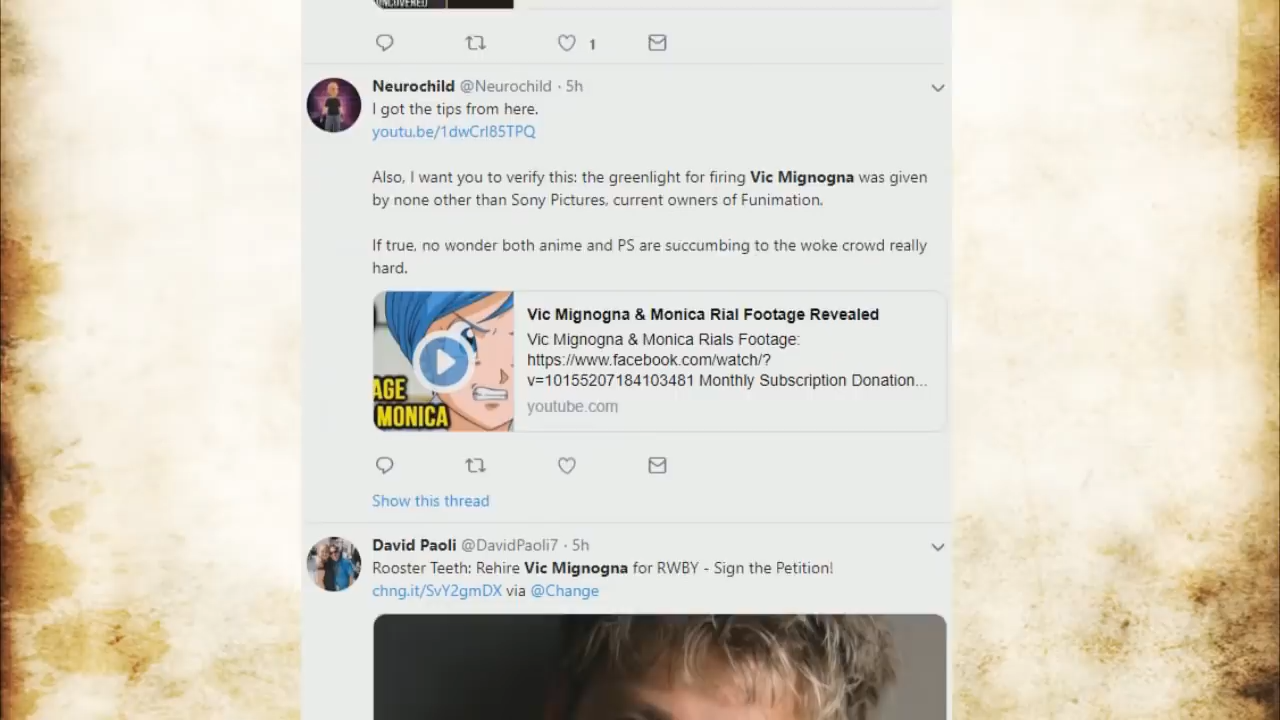 UNCOVERED
1
Neurochild @Neurochild · 5h
I got the tips from here.
youtu.be/1dwCrI85TPQ
Also, I want you to verify this: the greenlight for firing Vic Mignogna was given
by none other than Sony Pictures, current owners of Funimation.
If true, no wonder both anime and PS are succumbing to the woke crowd really
hard.
AGE
MONICA
Vic Mignogna & Monica Rial Footage Revealed
Vic Mignogna & Monica Rials Footage:
https://www.facebook.com/watch/?
v=10155207184103481 Monthly Subscription Donation...
youtube.com
Show this thread
David Paoli @DavidPaoli7 · 5h
Rooster Teeth: Rehire Vic Mignogna for RWBY - Sign the Petition!
chng.it/SvY2gmDX via @Change